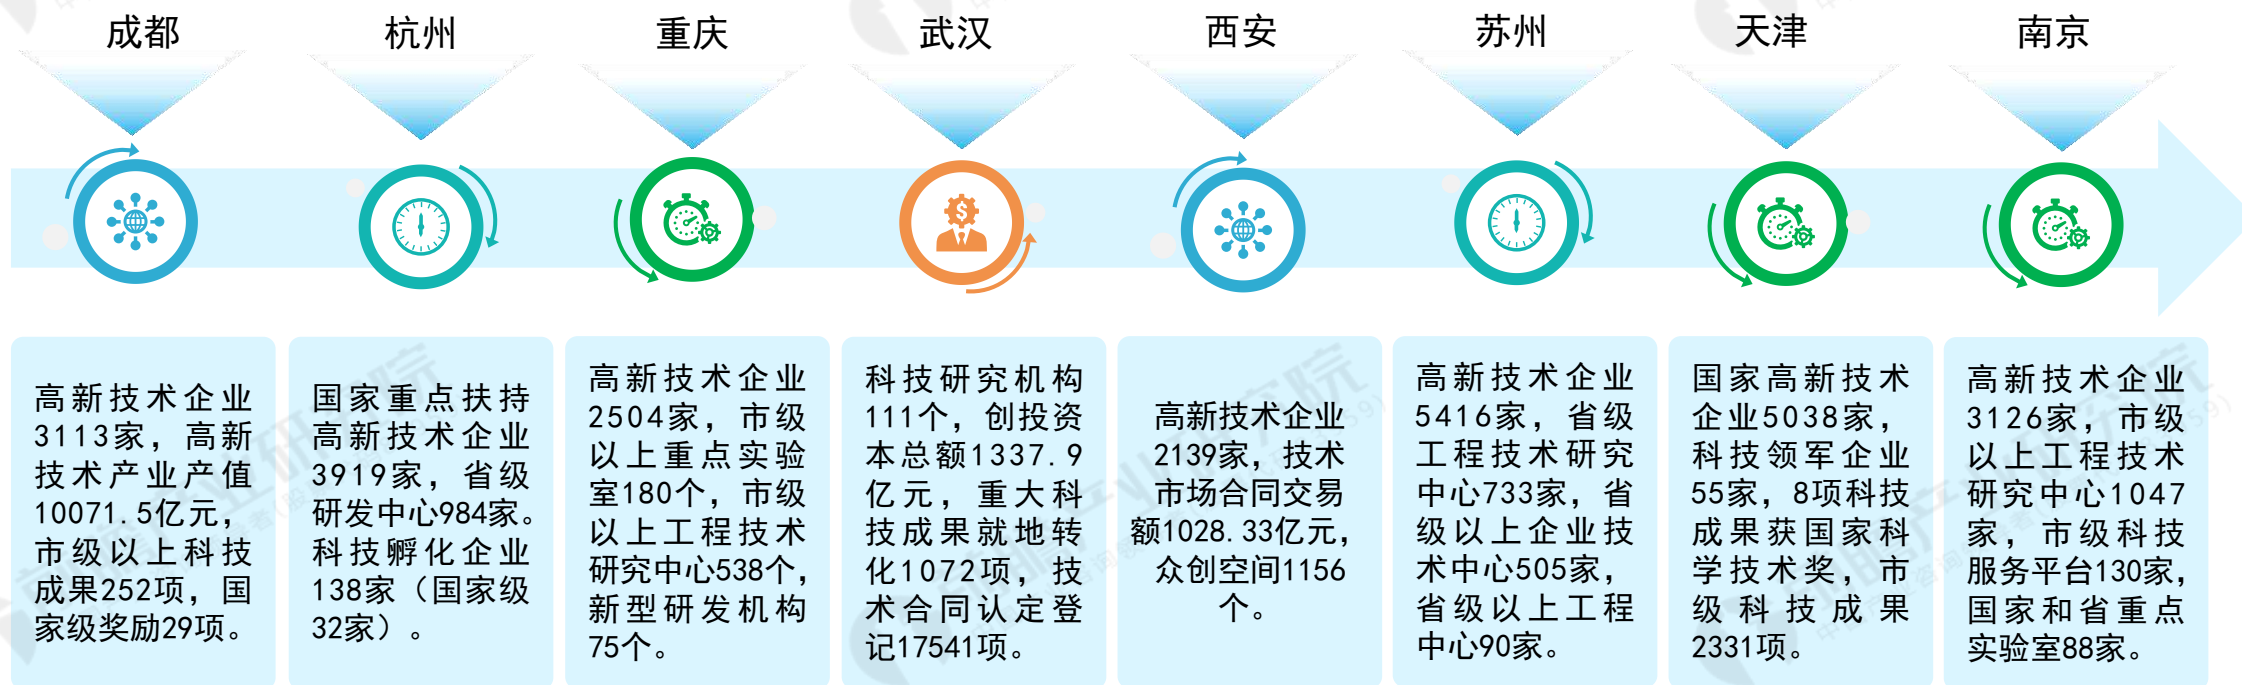 成都
杭州
重庆
武汉
西安
苏州
天津
南京
高新技术企业
3113家，高新
技术产业产值
10071.5亿元，
市级以上科技
成果252项，国
家级奖励29项。
国家重点扶持
高新技术企业
3919家，省级
研发中心984家。
科技孵化企业
138家（国家级
32家）。
高新技术企业
2504家，市级
以上重点实验
室180个，市级
以上工程技术
研究中心538个，
新型研发机构
75个。
科技研究机构
111个，创投资
本总额1337.9
亿元，重大科
技成果就地转
化1072项，技
术合同认定登
记17541项。
高新技术企业
2139家，技术
市场合同交易
额1028.33亿元，
众创空间1156
个。
高新技术企业
5416家，省级
工程技术研究
中心733家，省
级以上企业技
术中心505家，
省级以上工程
中心90家。
国家高新技术
企业5038家，
科技领军企业
55家，8项科技
成果获国家科
学技术奖，市
级科技成果
2331项。
高新技术企业
3126家，市级
以上工程技术
研究中心1047
家，市级科技
服务平台130家，
国家和省重点
实验室88家。
前瞻产业研究院